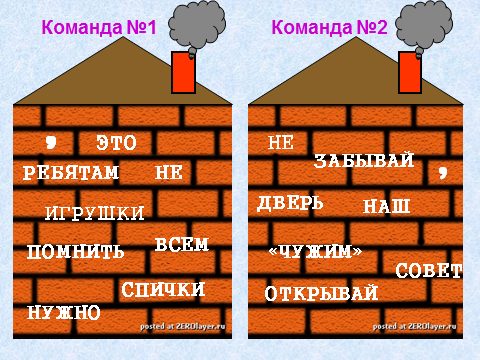 Команда №1
, ЭТО
РЕБЯТАМ НЕ
ИГРУШКИ
ПОМНИТЬ ВСЕМ
СПИЧКИ
НУЖНО
posted at ZEROlayer.ru
Команда №2
НЕ
ЗАБЫВАЙ ,
ДВЕРЬ НАШ
«ЧУЖИМ»
СОВЕТ
ОТКРЫВАЙ
posted at ZEROlayer.ru